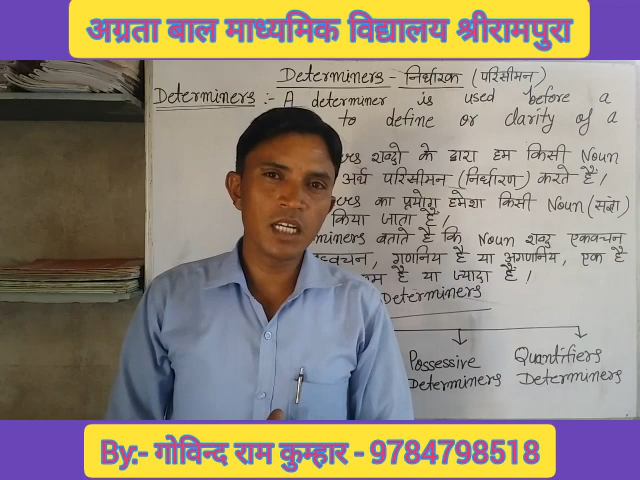 अग्रता बाल माध्यमिक विद्यालय श्रीरामपुरा
Determiners - निर्धारक (परिसीमन)
Determiners :- A determiner is used before a
to define or clarity of a
शब्दो के द्वारा हम किसी Noun
अर्थ परिसीमन (निर्धारण) करते है।
का प्रयोग हमेशा किसी Noun (संज्ञा)
किया जाता है।
बताते है कि Noun शब्द एकवचन
गणनिय है या अगणनिय, एक है
है या ज्यादा है।
Determiners
Possessive Quantifiers
Determiners Determiners
By:- गोविन्द राम कुम्हार - 9784798518